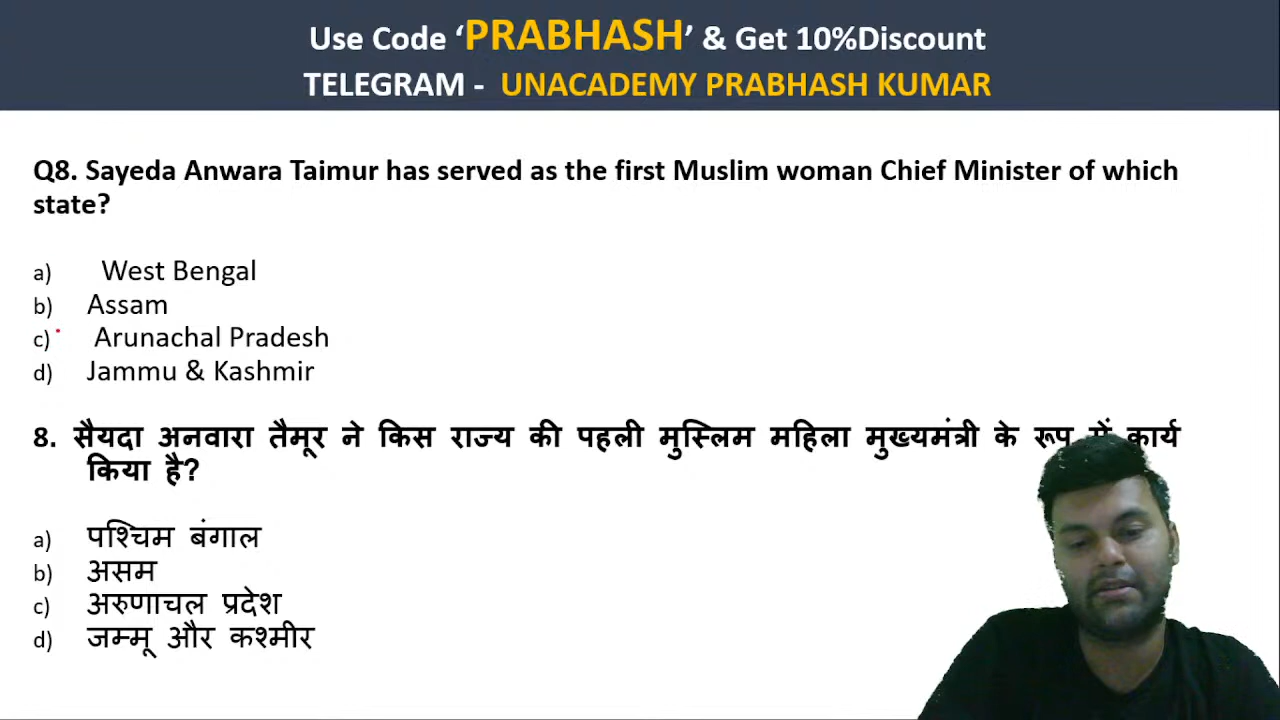 Use Code ‘PRABHASH’ & Get 10%Discount
TELEGRAM - UNACADEMY PRABHASH KUMAR
Q8. Sayeda Anwara Taimur has served as the first Muslim woman Chief Minister of which
state?
a) West Bengal
b) Assam
c) Arunachal Pradesh
d) Jammu & Kashmir
8. सैयदा अनवारा तैमूर ने किस राज्य की पहली मुस्लिम महिला मुख्यमंत्री के रूप में कार्य
किया है?
a) पश्चिम बंगाल
b) असम
c) अरुणाचल प्रदेश
d) जम्मू और कश्मीर